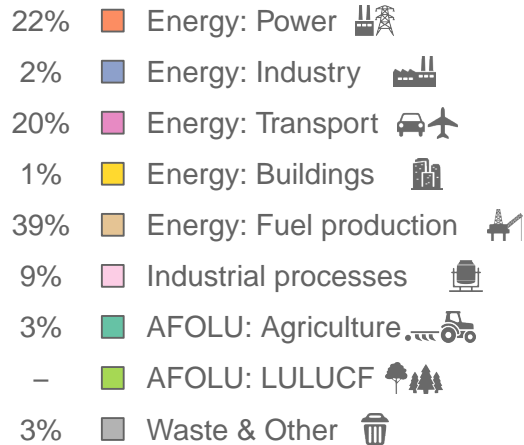 22% Energy: Power
2% Energy: Industry
20% Energy: Transport
1% Energy: Buildings
39% Energy: Fuel production
9% Industrial processes
3% AFOLU: Agriculture
– AFOLU: LULUCF
3% Waste & Other